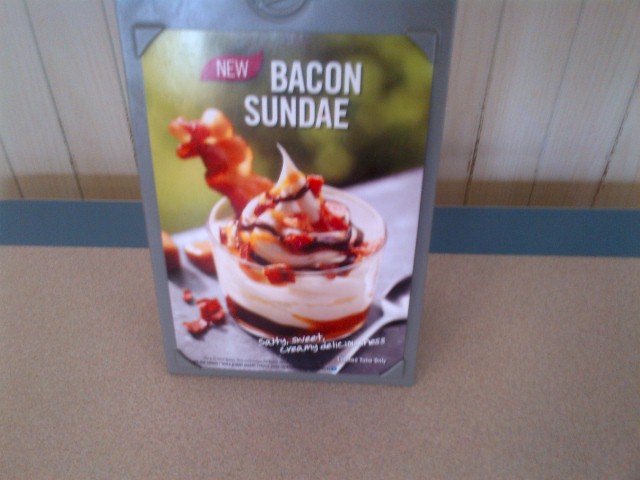 NEW
BACON
SUNDAE
Salty, sweet,
creamy deliciousness
Limited Time Only